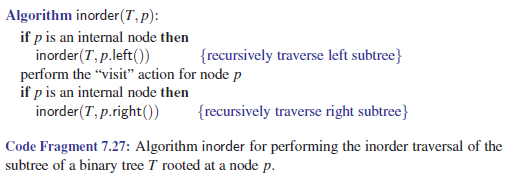 Algorithm inorder(T, p):
if p is an internal node then
inorder(T, p.left()) {recursively traverse left subtree}
perform the “visit” action for node p
if p is an internal node then
inorder(T, p.right()) {recursively traverse right subtree}
Code Fragment 7.27: Algorithm inorder for performing the inorder traversal of the
subtree of a binary tree T rooted at a node p.